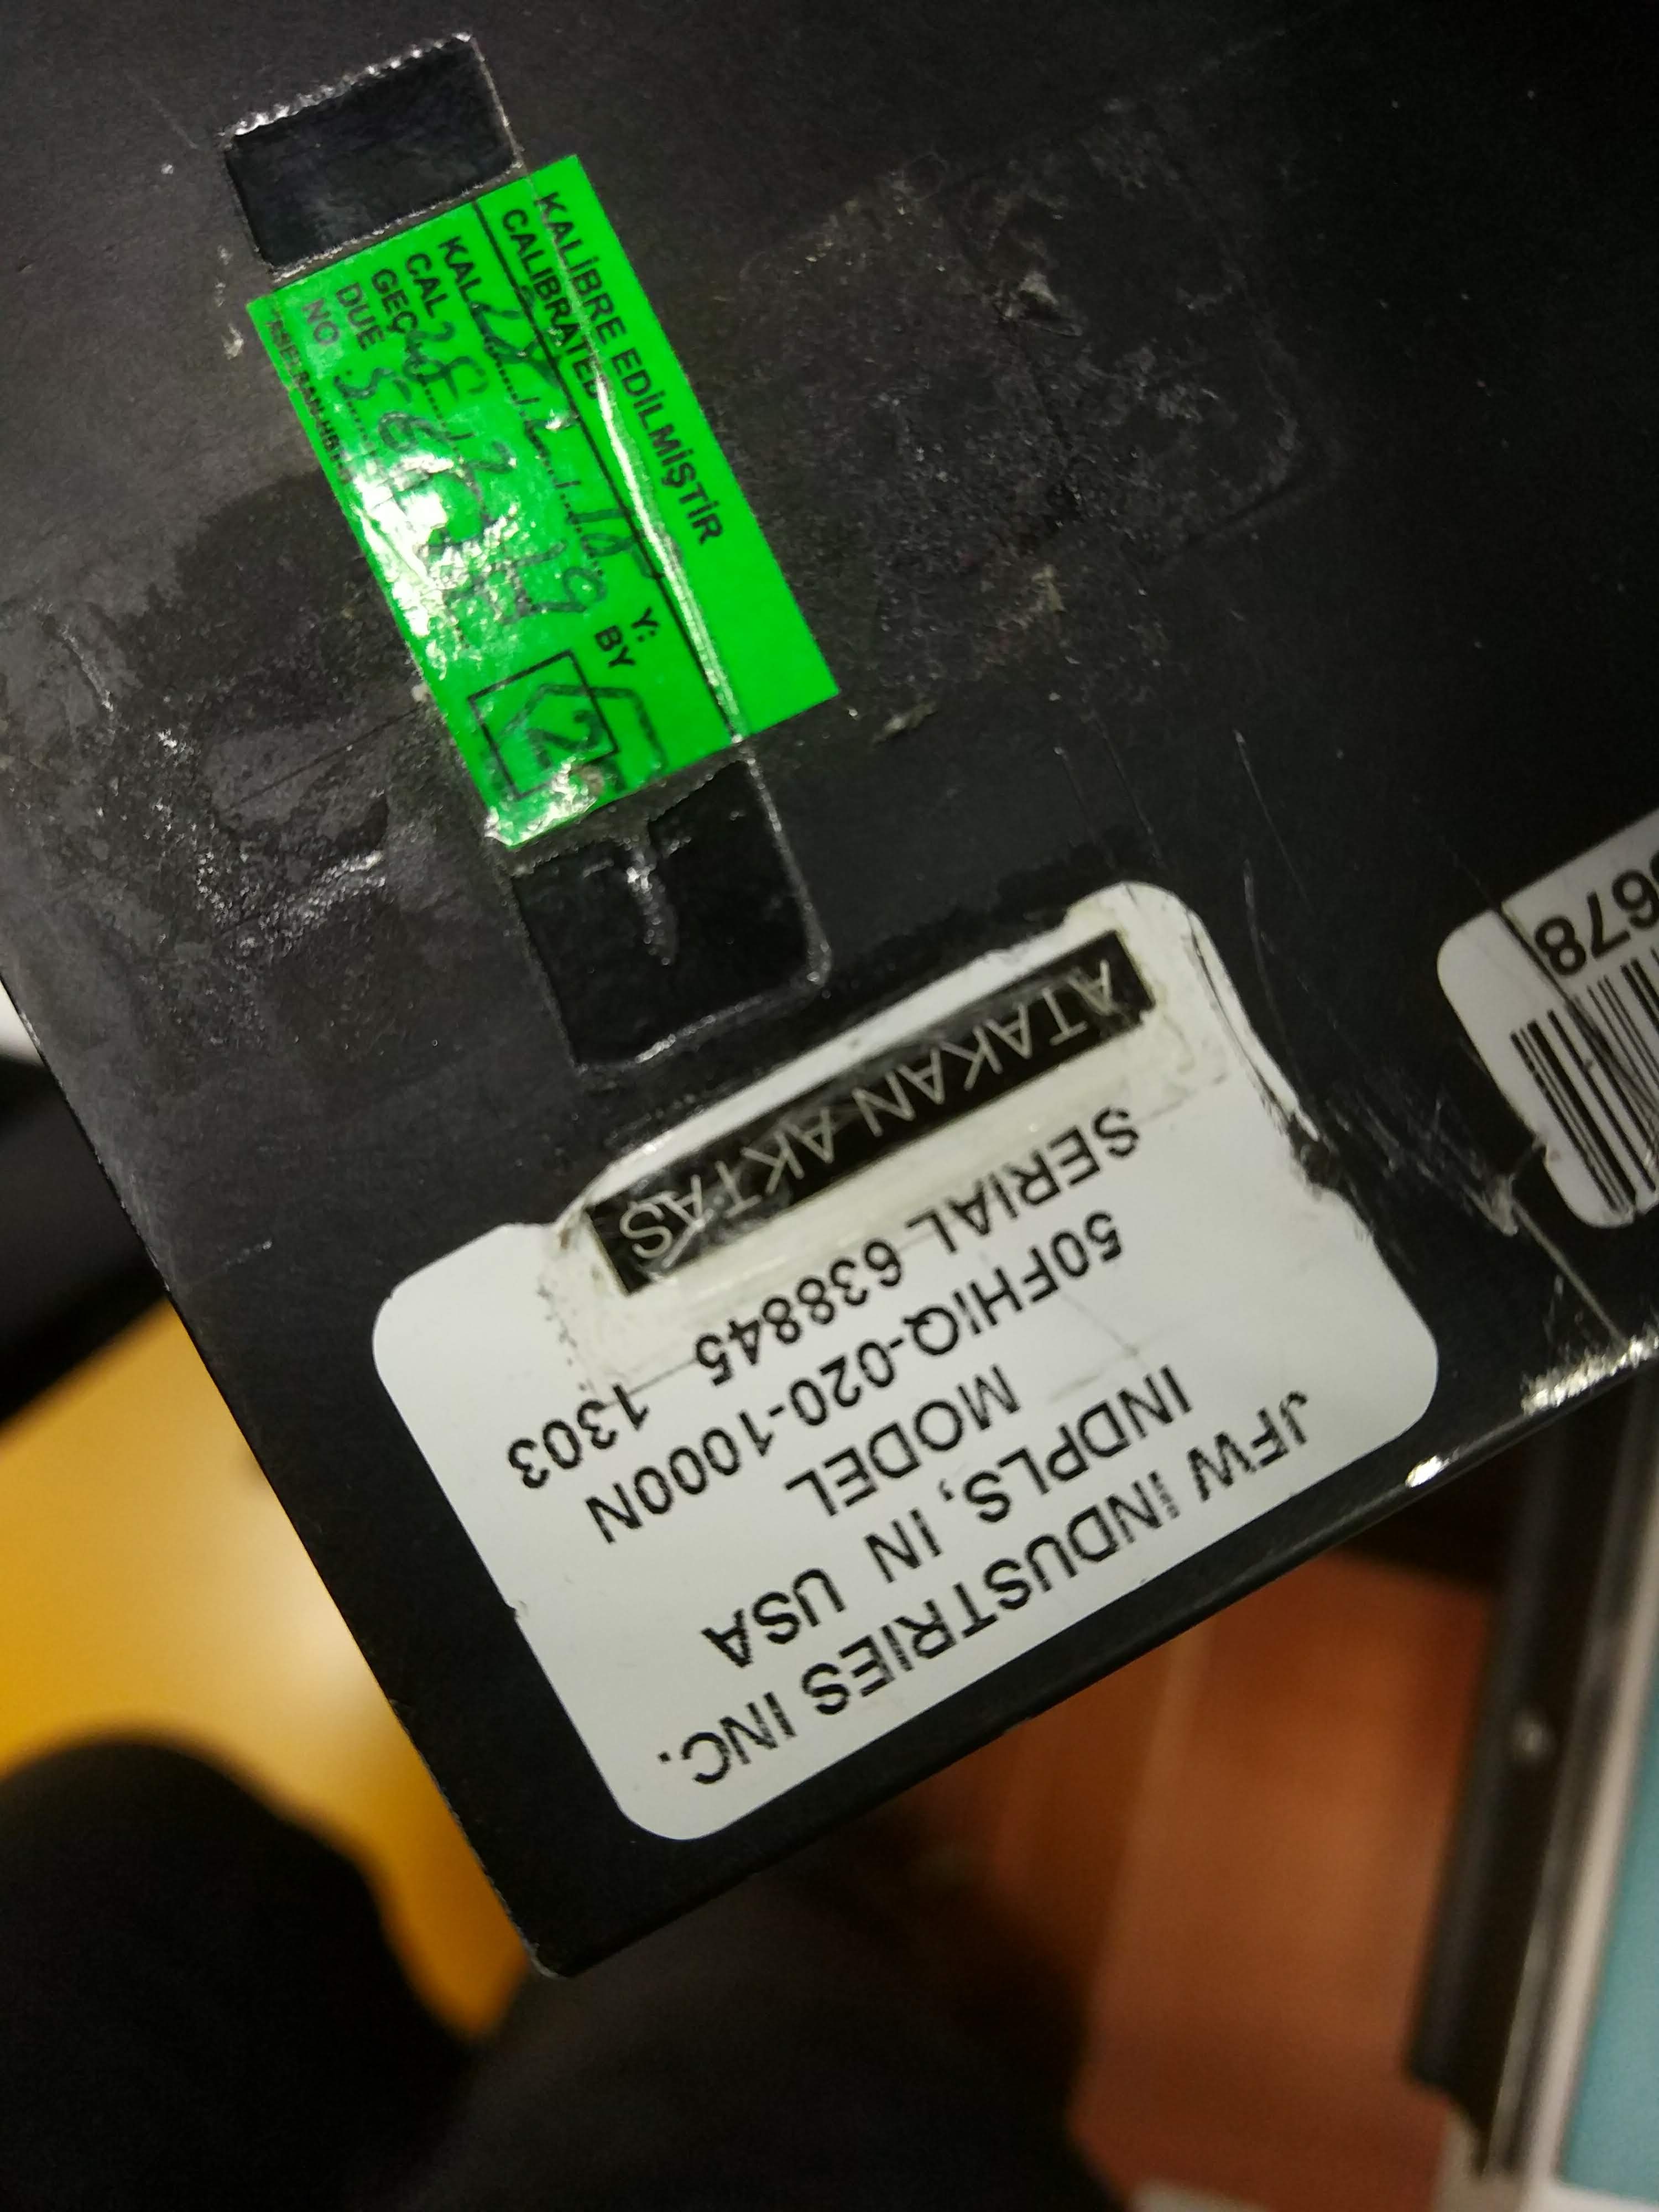 KALİBRE EDİLMİŞTİR
CALIBRATED
KAL
CAL
GEÇ
DUE
NO
Y:
BY
JFW INDUSTRIES INC.
INDPLS, IN USA
MODEL
50FHIQ-020-1000N
SERIAL 638845 1303
ATAKAN AKTAS
678